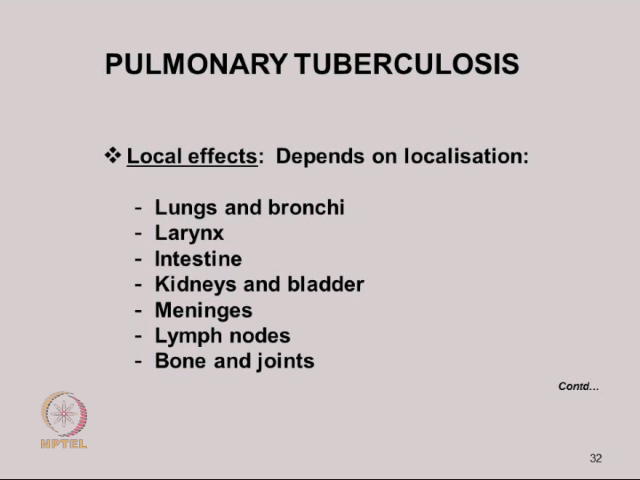 PULMONARY TUBERCULOSIS
❖ Local effects: Depends on localisation:
- Lungs and bronchi
- Larynx
- Intestine
- Kidneys and bladder
- Meninges
- Lymph nodes
- Bone and joints
Contd...
NPTEL
32